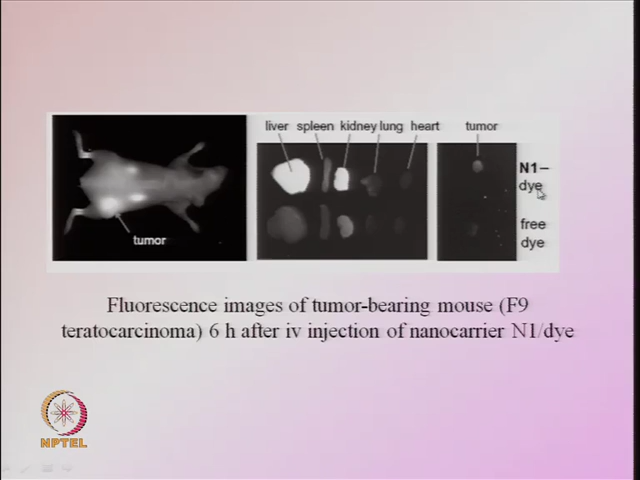 liver spleen kidney lung heart tumor
N1–
dye
free
dye
tumor
Fluorescence images of tumor-bearing mouse (F9
teratocarcinoma) 6 h after iv injection of nanocarrier N1/dye
NPTEL